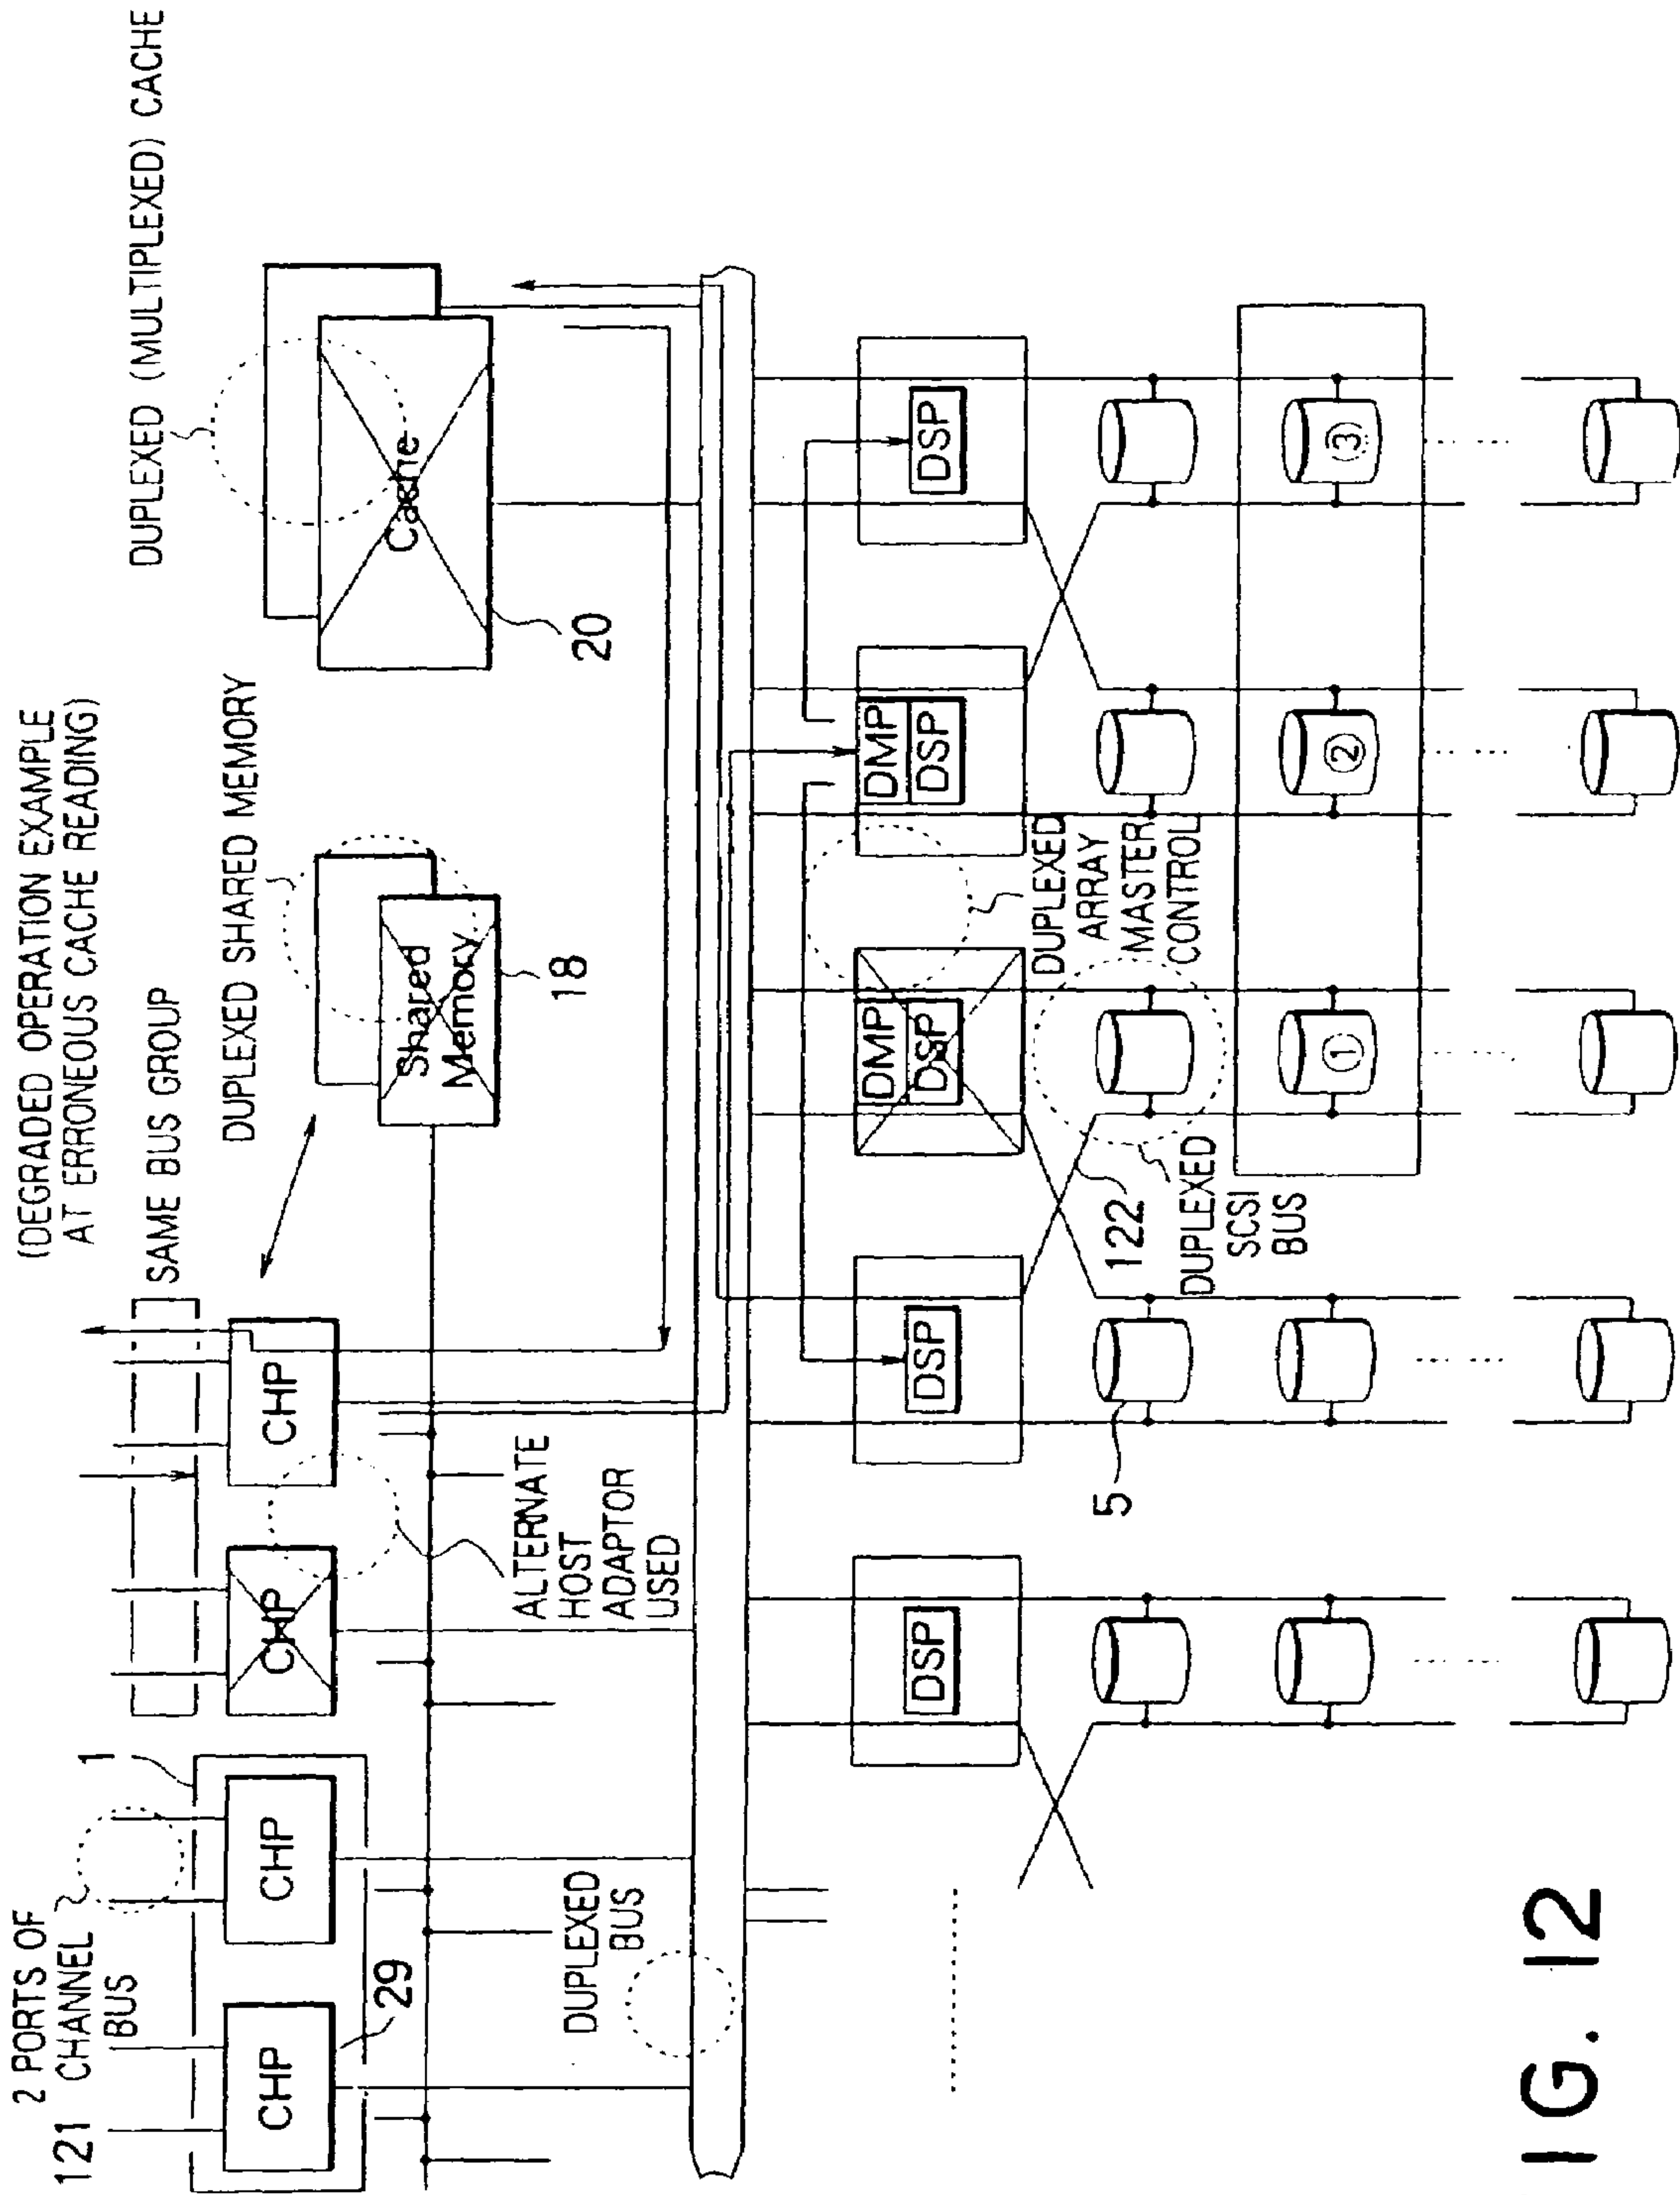 (DEGRADED OPERATION EXAMPLE
AT ERRONEOUS CACHE READING)
2 PORTS OF
121 CHANNEL
BUS
1
SAME BUS GROUP
DUPLEXED SHARED MEMORY
DUPLEXED (MULTIPLEXED) CACHE
CHP
CHP
CHP
CHP
29
Shared
Memory
18
Cache
20
ALTERNATE
HOST
ADAPTOR
USED
DUPLEXED
BUS
DSP
DSP
DMP
DSP
DMP
DSP
DSP
DUPLEXED
ARRAY
MASTER
CONTROL
5
122
DUPLEXED
SCSI
BUS
①
②
③
IG. 12